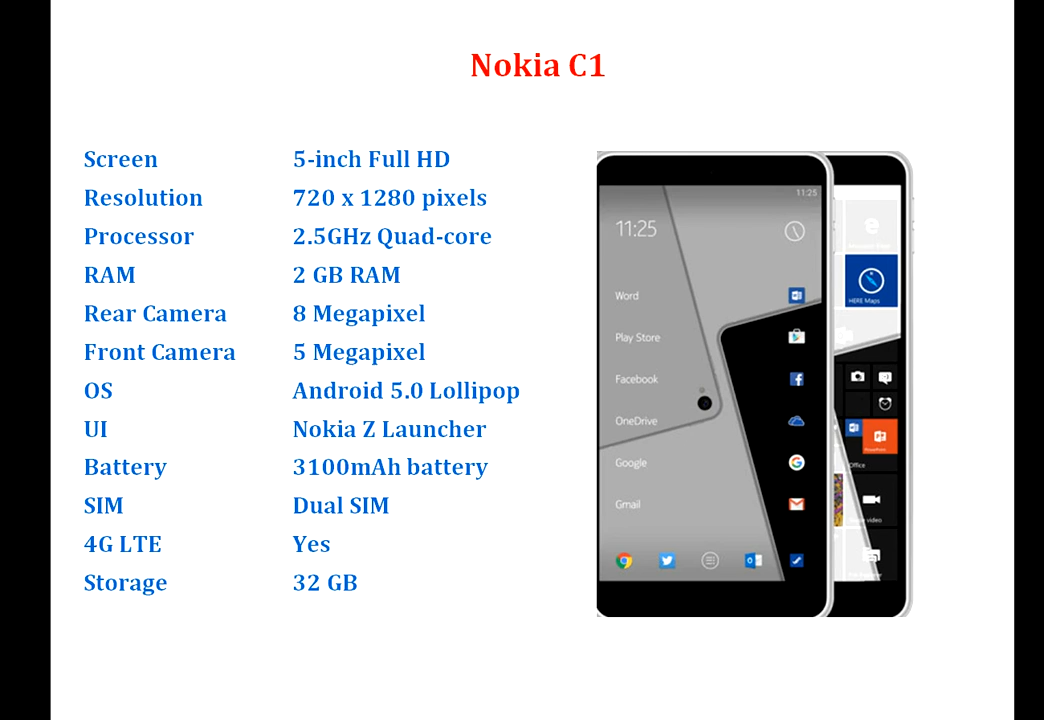 Nokia C1
Screen 5-inch Full HD
Resolution 720 x 1280 pixels
Processor 2.5GHz Quad-core
RAM 2 GB RAM
Rear Camera 8 Megapixel
Front Camera 5 Megapixel
OS Android 5.0 Lollipop
UI Nokia Z Launcher
Battery 3100mAh battery
SIM Dual SIM
4G LTE Yes
Storage 32 GB
11:25
11:25
Word
Play Store
Facebook
OneDrive
Google
Gmail
HERE Maps
PowerPoint
Office
video